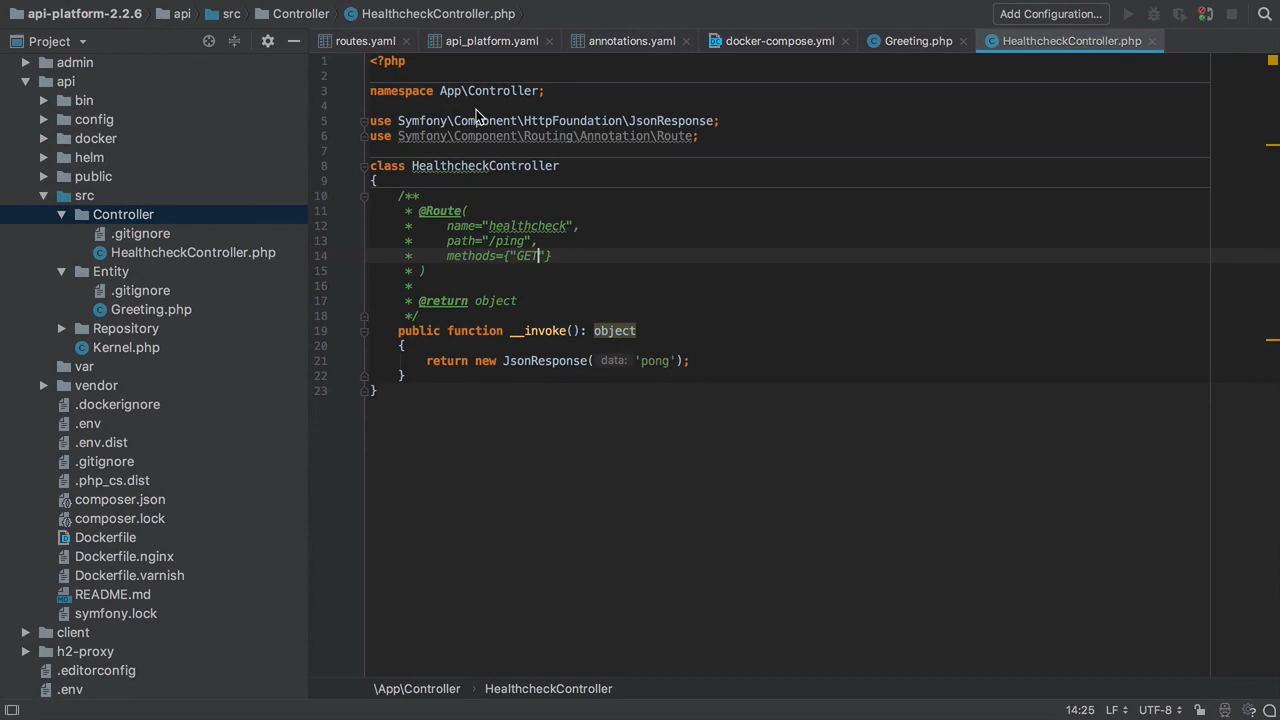 api-platform-2.2.6 api src Controller HealthcheckController.php Add Configuration...
Project routes.yaml api_platform.yaml annotations.yaml docker-compose.yml Greeting.php HealthcheckController.php
admin
api
bin
config
docker
helm
public
src
Controller
.gitignore
HealthcheckController.php
Entity
.gitignore
Greeting.php
Repository
Kernel.php
var
vendor
.dockerignore
.env
.env.dist
.gitignore
.php_cs.dist
composer.json
composer.lock
Dockerfile
Dockerfile.nginx
Dockerfile.varnish
README.md
symfony.lock
client
h2-proxy
.editorconfig
.env
1 <?php
2
3 namespace App\Controller;
4
5 use Symfony\Component\HttpFoundation\JsonResponse;
6 use Symfony\Component\Routing\Annotation\Route;
7
8 class HealthcheckController
9 {
10 /**
11 * @Route(
12 * name="healthcheck",
13 * path="/ping",
14 * methods={"GET"}
15 * )
16 *
17 * @return object
18 */
19 public function __invoke(): object
20 {
21 return new JsonResponse( data: 'pong');
22 }
23 }
\App\Controller › HealthcheckController
14:25 LF UTF-8